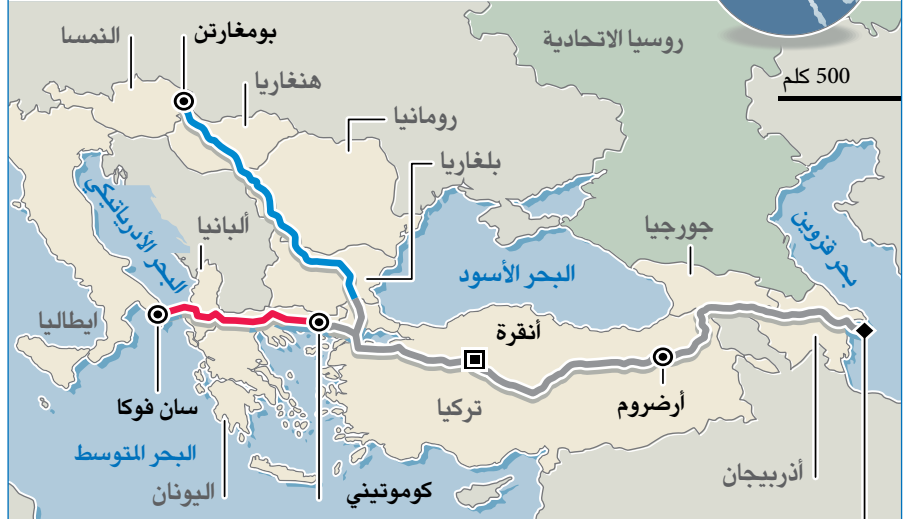 النمسا
بومغارتن
روسيا الاتحادية
500 كلم
هنغاريا
رومانيا
بلغاريا
البحر الأدرياتيكي
ألبانيا
جورجيا
بحر قزوين
البحر الأسود
ايطاليا
أنقرة
سان فوكا
تركيا
أرضروم
البحر المتوسط
اليونان
كوموتيني
أذربيجان